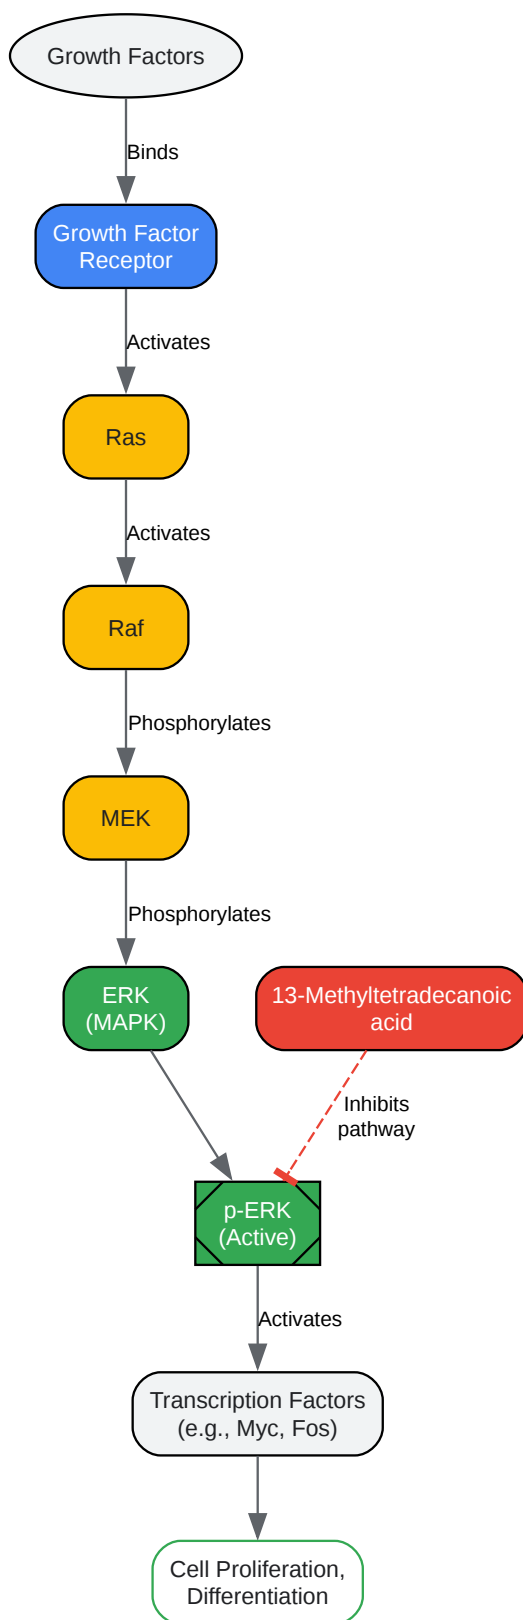 Growth Factors
Binds
Growth Factor
Receptor
Activates
Ras
Activates
Raf
Phosphorylates
MEK
Phosphorylates
ERK
(MAPK)
13-Methyltetradecanoic
acid
Inhibits
pathway
p-ERK
(Active)
Activates
Transcription Factors
(e.g., Myc, Fos)
Cell Proliferation,
Differentiation